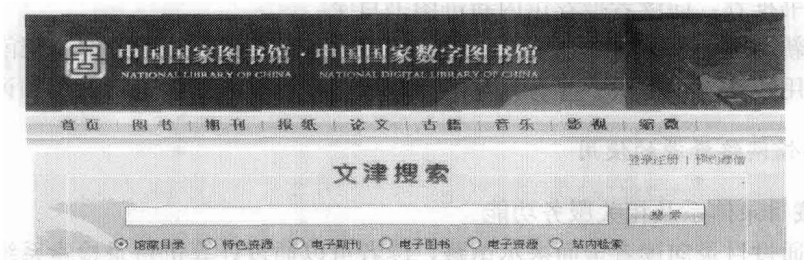 中国国家图书馆·中国国家数字图书馆
NATIONAL LIBRARY OF CHINA NATIONAL DIGITAL LIBRARY OF CHINA
首页 | 图书 | 期刊 | 报纸 | 论文 | 古籍 | 音乐 | 影视 | 缩微
登录注册 |
文津搜索
搜索
馆藏目录 特色资源 电子期刊 电子图书 电子资源 站内检索